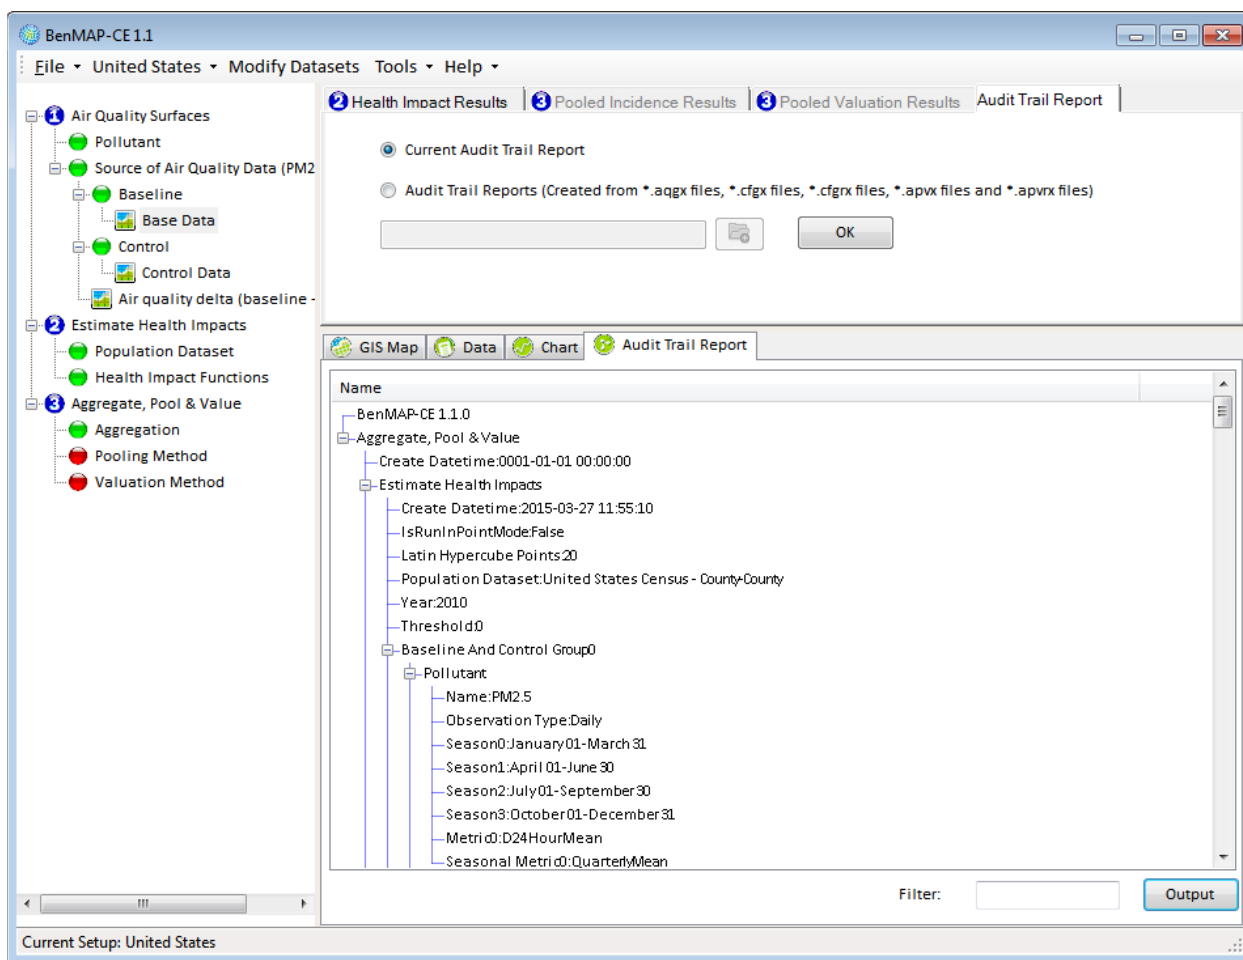 BenMAP-CE 1.1
File United States Modify Datasets Tools Help
1 Air Quality Surfaces
Pollutant
Source of Air Quality Data (PM2
Baseline
Base Data
Control
Control Data
Air quality delta (baseline -
2 Estimate Health Impacts
Population Dataset
Health Impact Functions
3 Aggregate, Pool & Value
Aggregation
Pooling Method
Valuation Method
2 Health Impact Results 3 Pooled Incidence Results 3 Pooled Valuation Results Audit Trail Report
Current Audit Trail Report
Audit Trail Reports (Created from *.aqgx files, *.cfgx files, *.cfgrx files, *.apvx files and *.apvrx files)
OK
GIS Map Data Chart Audit Trail Report
Name
BenMAP-CE 1.1.0
Aggregate, Pool & Value
Create Datetime:0001-01-01 00:00:00
Estimate Health Impacts
Create Datetime:2015-03-27 11:55:10
IsRunInPointMode:False
Latin Hypercube Points:20
Population Dataset:United States Census - County-County
Year:2010
Threshold:0
Baseline And Control Group0
Pollutant
Name:PM2.5
Observation Type:Daily
Season0:January 01-March 31
Season1:April 01-June 30
Season2:July 01-September 30
Season3:October 01-December 31
Metric0:D24HourMean
Seasonal Metric0:QuarterlyMean
Filter:
Output
Current Setup: United States